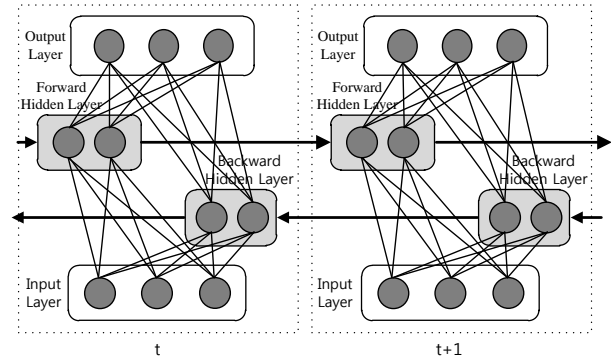 Output
Layer
Forward
Hidden Layer
Backward
Hidden Layer
Input
Layer
t
Output
Layer
Forward
Hidden Layer
Backward
Hidden Layer
Input
Layer
t+1